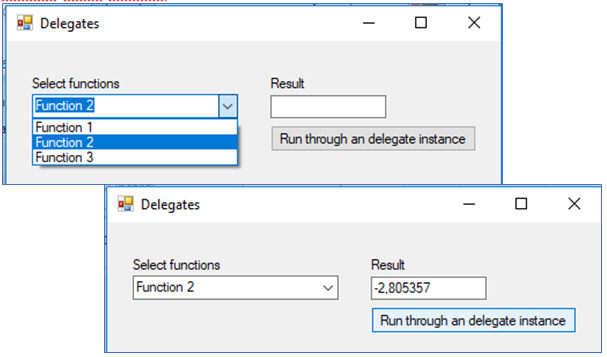 Delegates
Select functions
Result
Function 2
Function 1
Function 2
Run through an delegate instance
Function 3
Delegates
Select functions
Result
Function 2
-2,805357
Run through an delegate instance